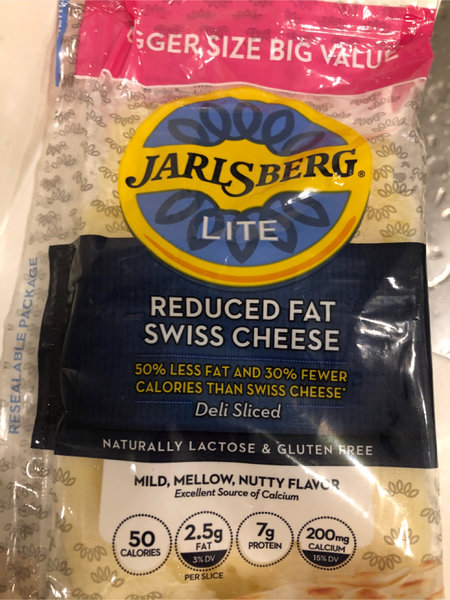 GGER SIZE BIG VALUE
JARLSBERG®
LITE
REDUCED FAT
SWISS CHEESE
50% LESS FAT AND 30% FEWER
CALORIES THAN SWISS CHEESE*
Deli Sliced
NATURALLY LACTOSE & GLUTEN FREE
MILD, MELLOW, NUTTY FLAVOR
Excellent Source of Calcium
50
CALORIES
2.5g
FAT
3% DV
7g
PROTEIN
200mg
CALCIUM
15% DV
PER SLICE
RESEALABLE PACKAGE